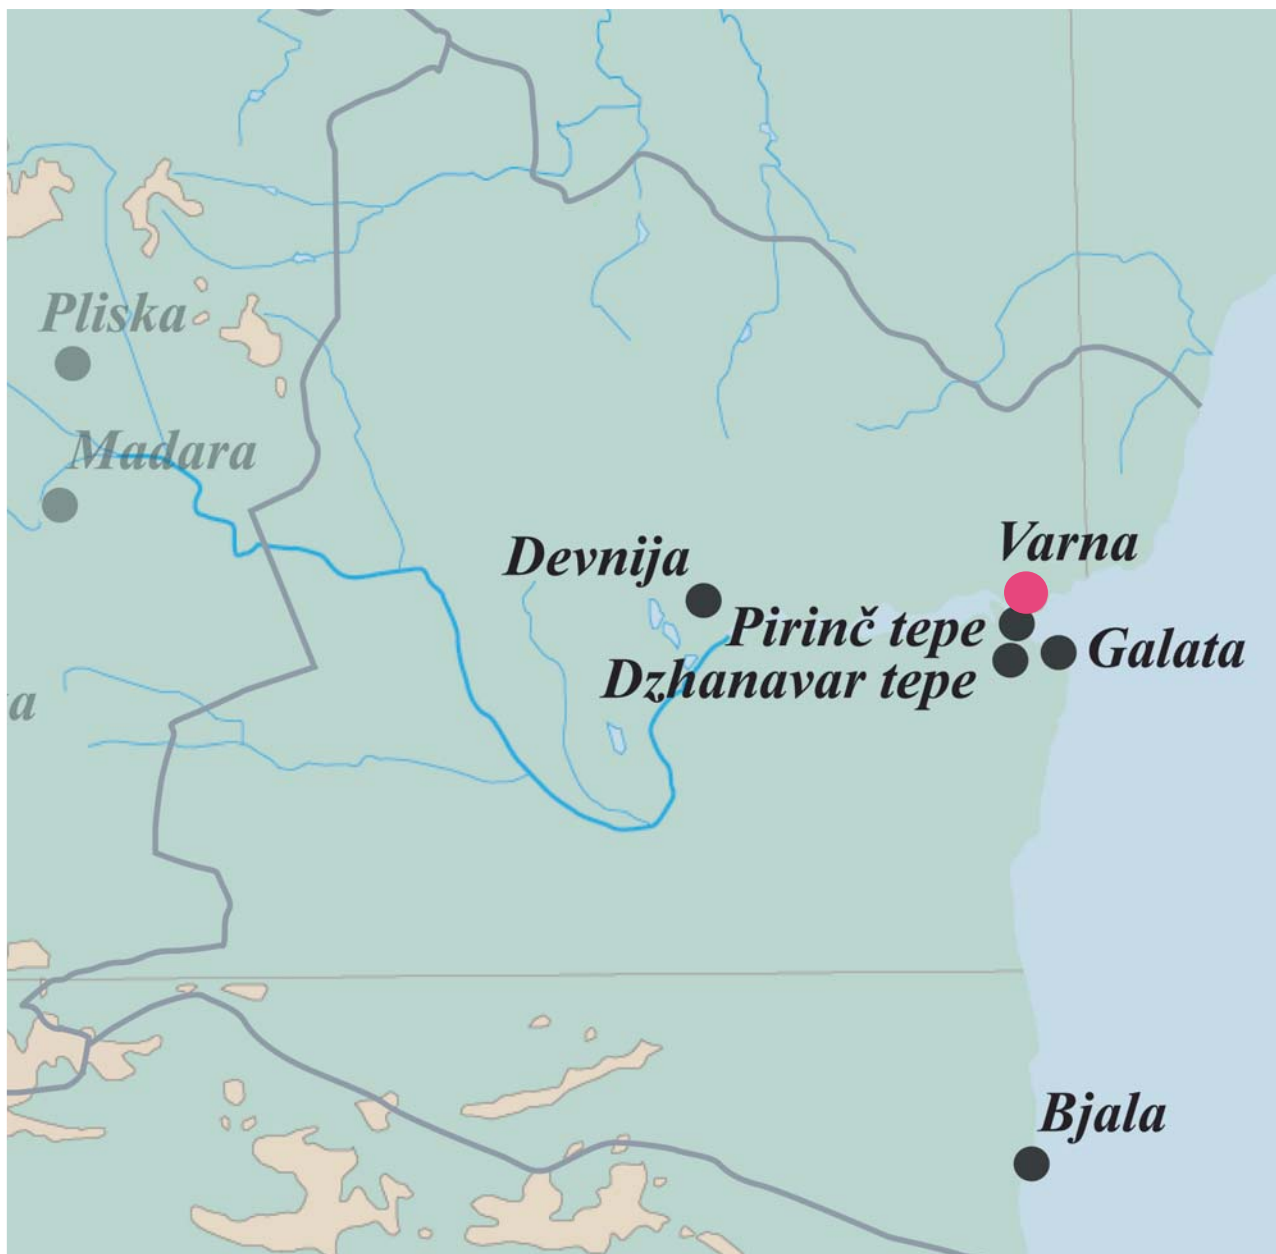 Pliska
Madara
Varna
Devnija
Pirinč tepe
Galata
Dzhanavar tepe
Bjala